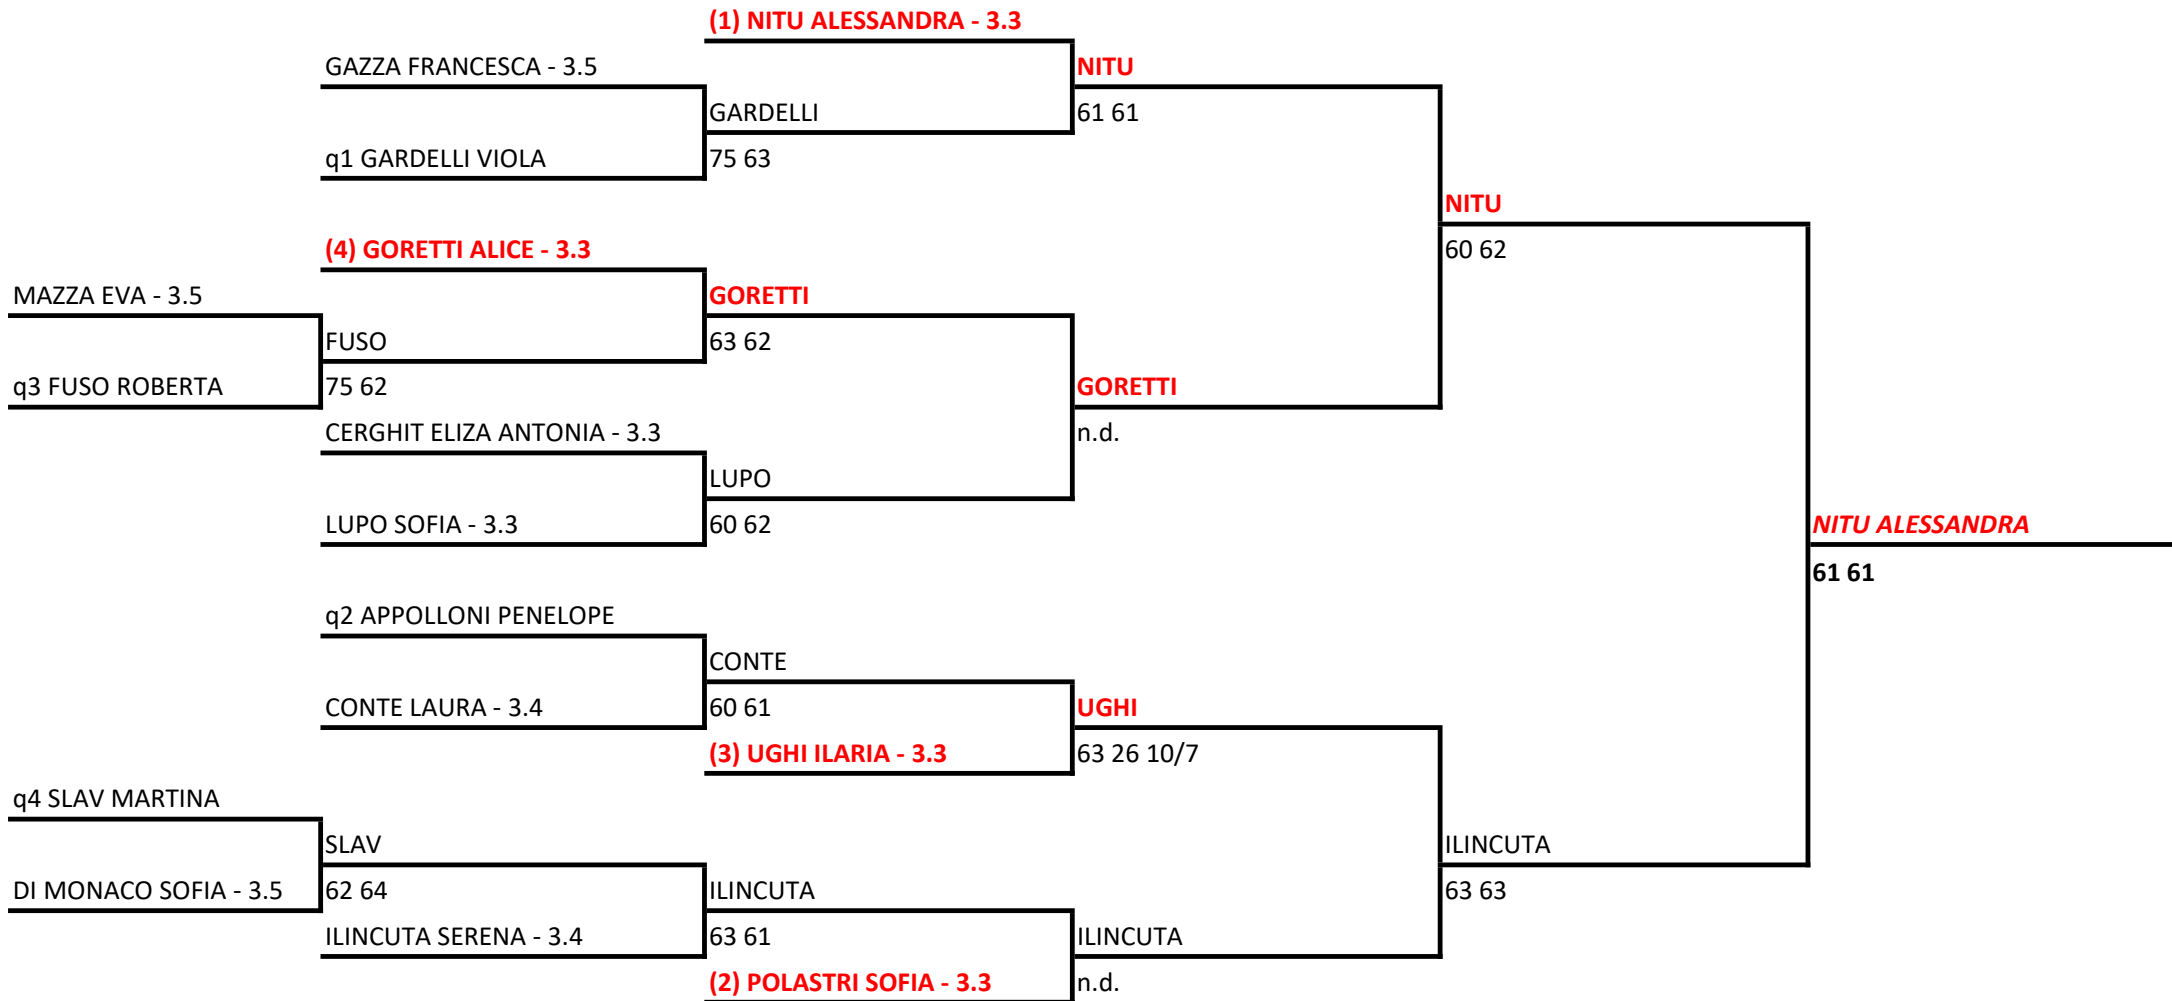 (1) NITU ALESSANDRA - 3.3
GAZZA FRANCESCA - 3.5
NITU
GARDELLI
61 61
q1 GARDELLI VIOLA
75 63
NITU
(4) GORETTI ALICE - 3.3
60 62
MAZZA EVA - 3.5
GORETTI
FUSO
63 62
q3 FUSO ROBERTA
75 62
GORETTI
CERGHIT ELIZA ANTONIA - 3.3
n.d.
LUPO
LUPO SOFIA - 3.3
60 62
NITU ALESSANDRA
61 61
q2 APPOLLONI PENELOPE
CONTE
CONTE LAURA - 3.4
60 61
UGHI
(3) UGHI ILARIA - 3.3
63 26 10/7
q4 SLAV MARTINA
SLAV
ILINCUTA
DI MONACO SOFIA - 3.5
62 64
ILINCUTA
63 63
ILINCUTA SERENA - 3.4
63 61
ILINCUTA
(2) POLASTRI SOFIA - 3.3
n.d.